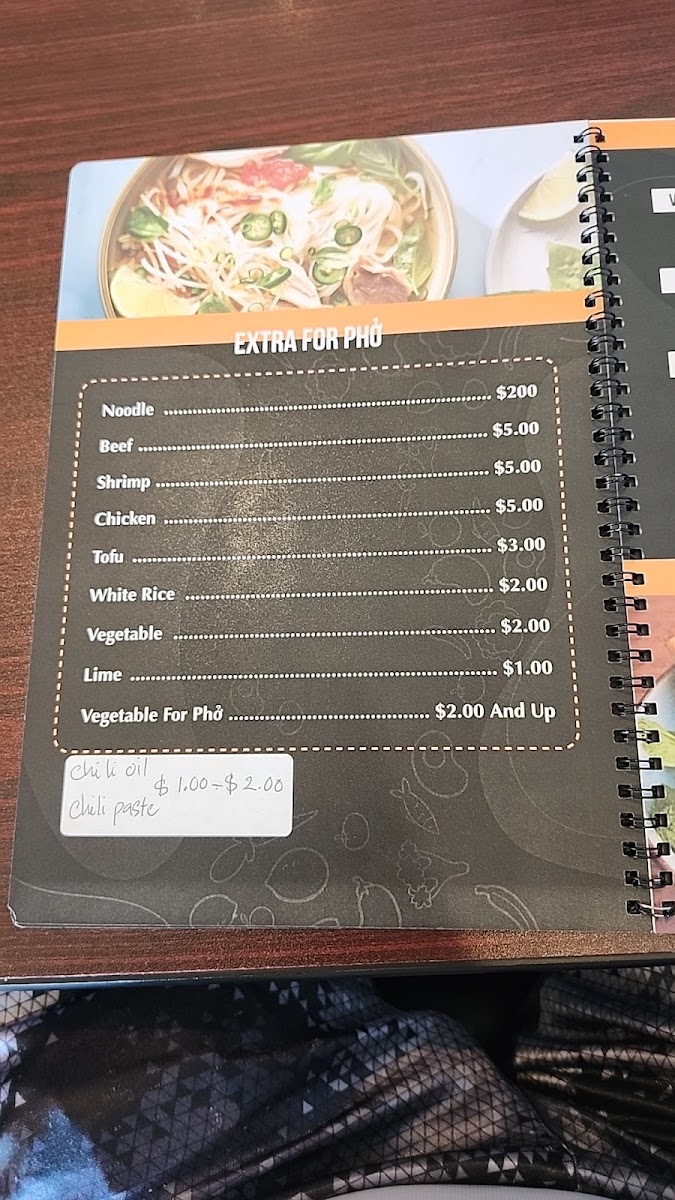 EXTRA FOR PHỞ
Noodle ........ $200
Beef ........ $5.00
Shrimp ........ $5.00
Chicken ........ $5.00
Tofu ........ $3.00
White Rice ........ $2.00
Vegetable ........ $2.00
Lime ........ $1.00
Vegetable For Phở ........ $2.00 And Up
Chili oil
$1.00 - $2.00
Chili paste